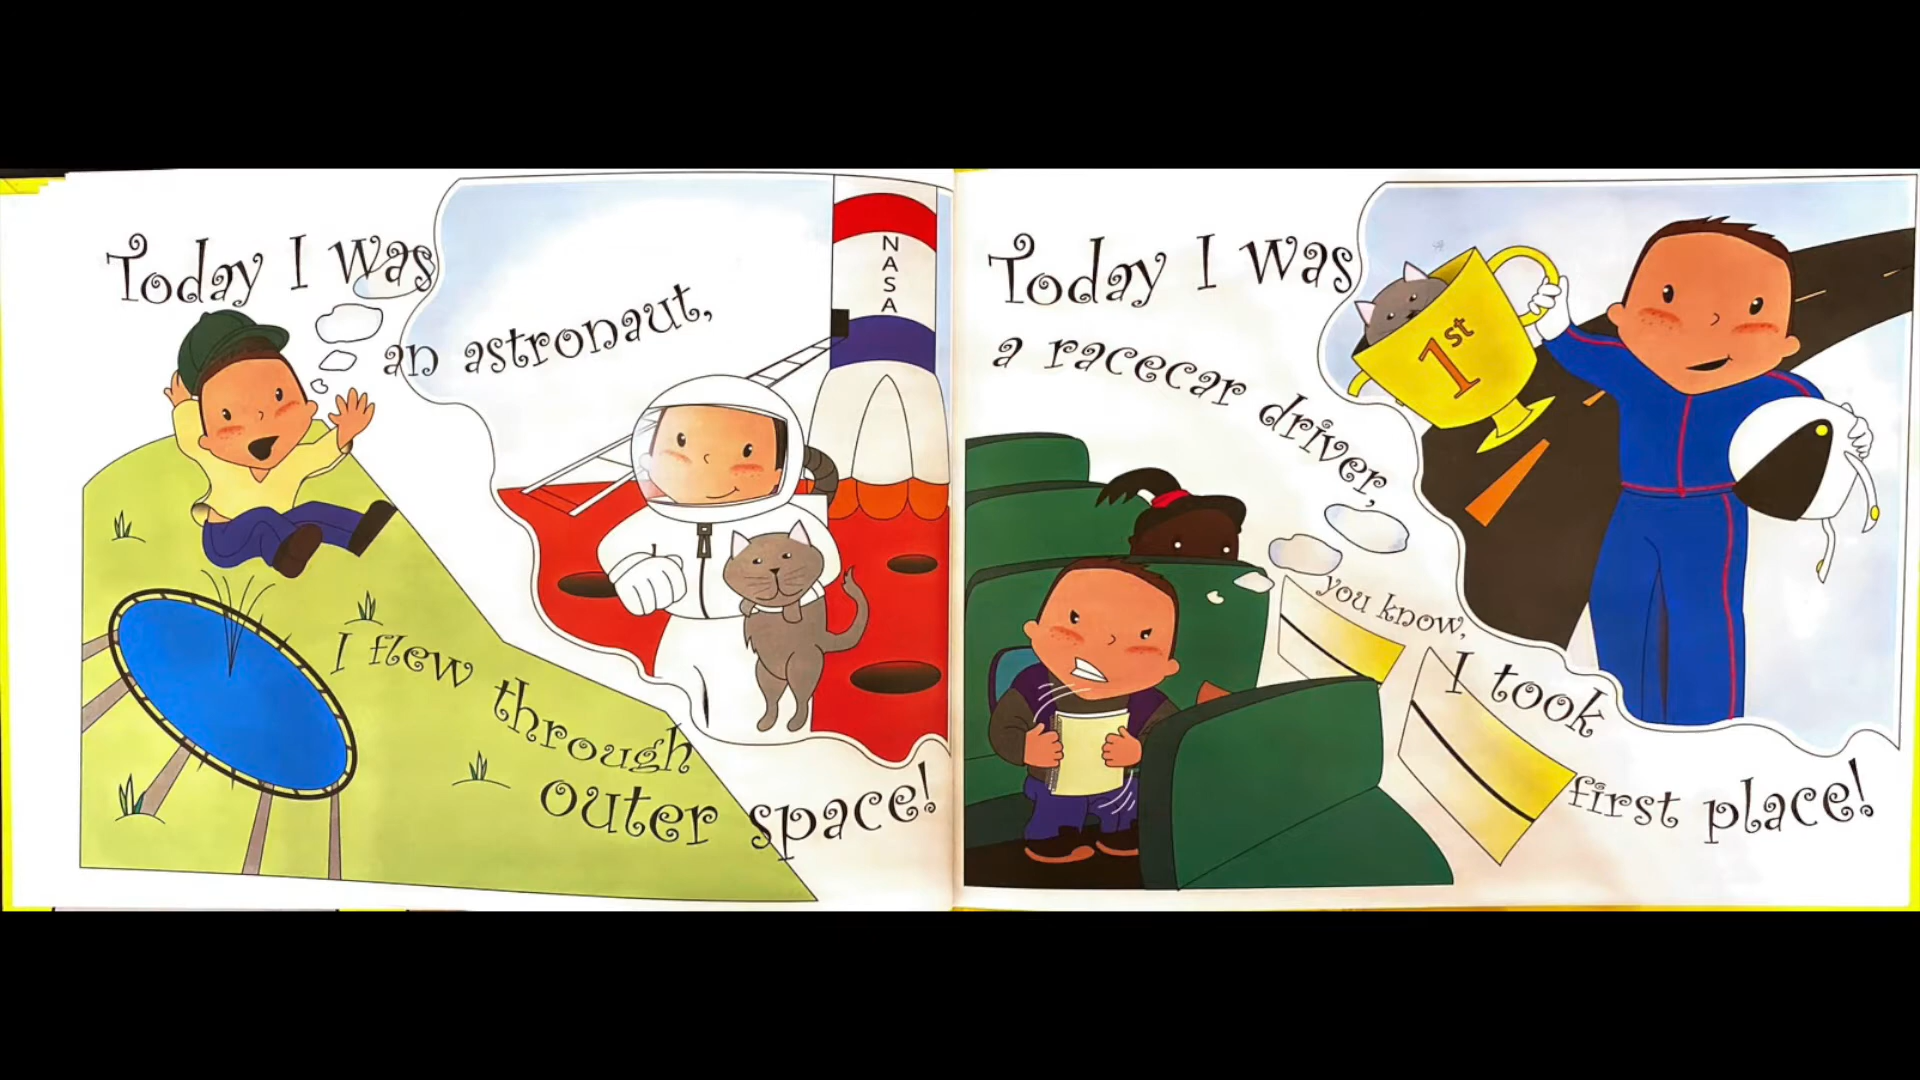 Today I was
an astronaut,
NASA
I flew through
outer space!
Today I was
a racecar driver,
1st
you know,
I took
first place!